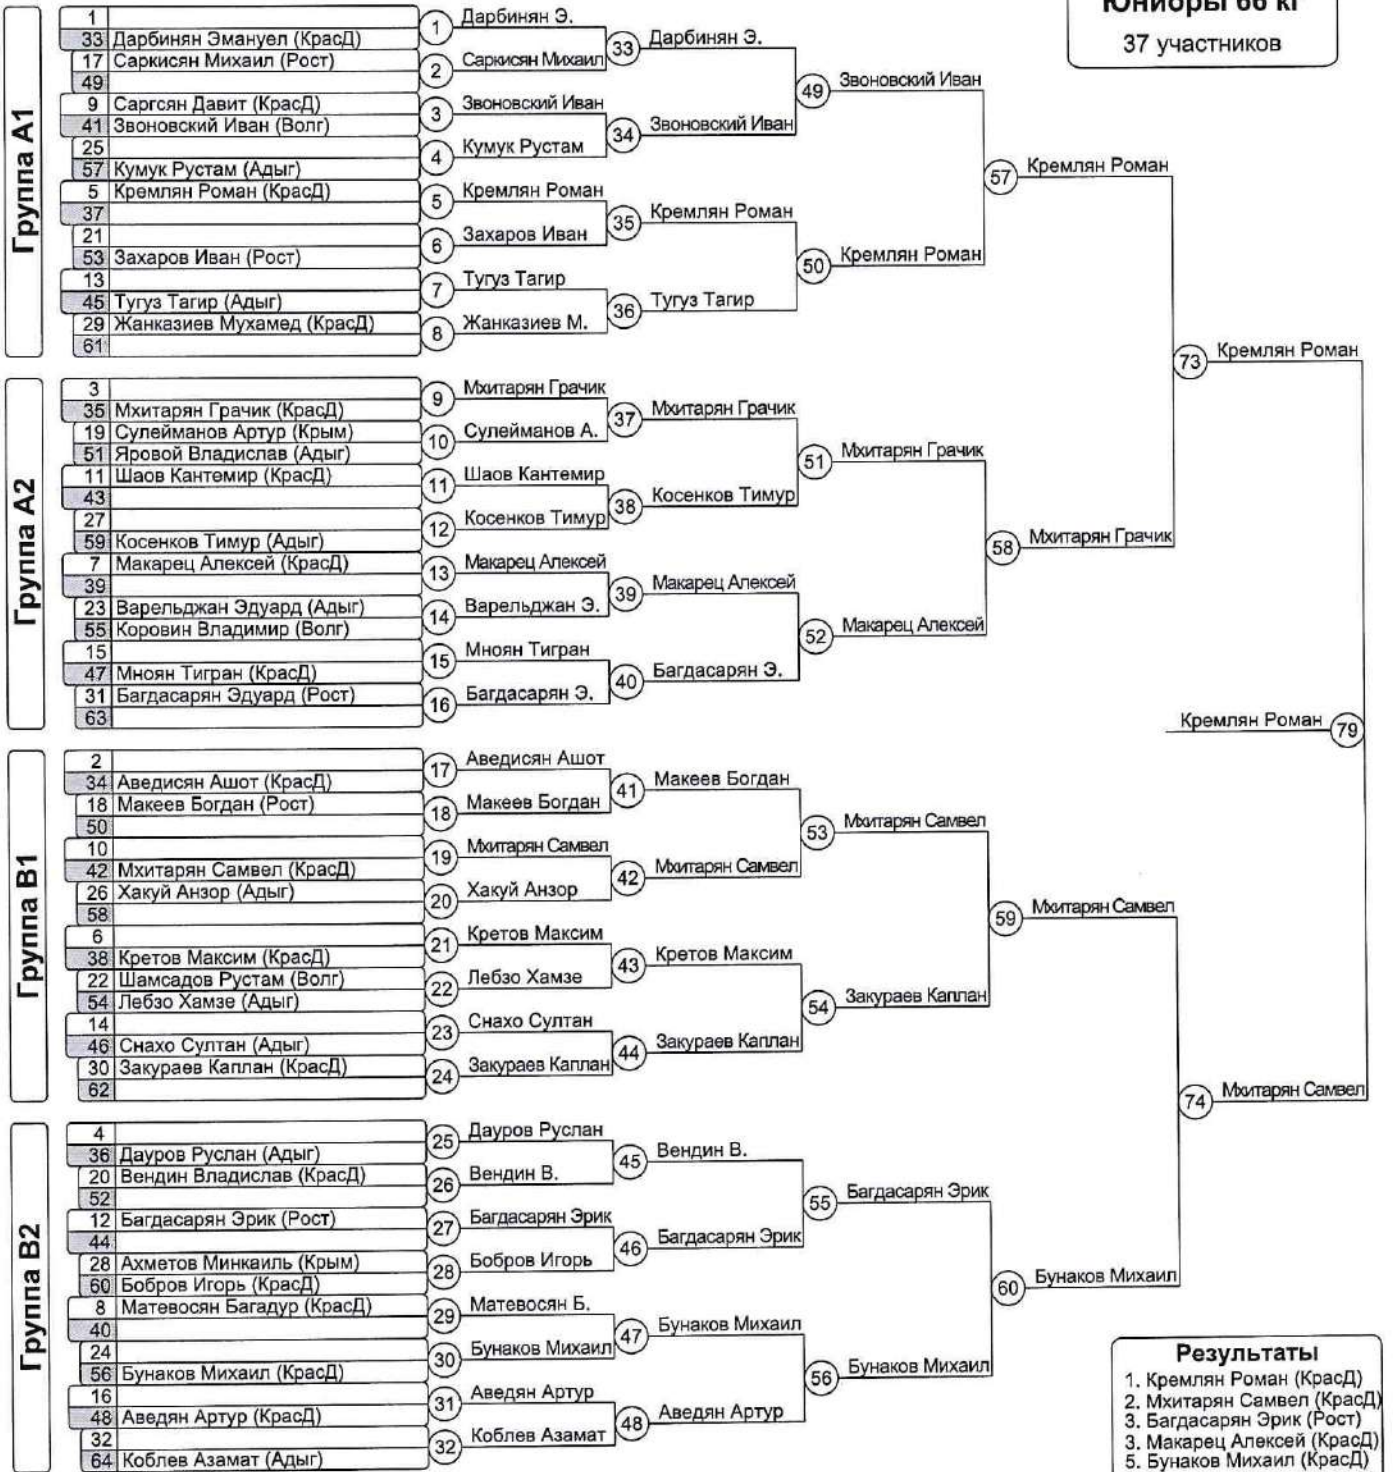 Юниоры 66 кг
37 участников
Группа A1
1
33 Дарбинян Эмануел (КрасД)
17 Саркисян Михаил (Рост)
49
9 Саргсян Давит (КрасД)
41 Звоновский Иван (Волг)
25
57 Кумук Рустам (Адыг)
5 Кремлян Роман (КрасД)
37
21
53 Захаров Иван (Рост)
13
45 Тугуз Тагир (Адыг)
29 Жанказиев Мухамед (КрасД)
61
1 Дарбинян Э.
2 Саркисян Михаил
3 Звоновский Иван
4 Кумук Рустам
5 Кремлян Роман
6 Захаров Иван
7 Тугуз Тагир
8 Жанказиев М.
33 Дарбинян Э.
34 Звоновский Иван
35 Кремлян Роман
36 Тугуз Тагир
49 Звоновский Иван
50 Кремлян Роман
57 Кремлян Роман
Группа A2
3
35 Мхитарян Грачик (КрасД)
19 Сулейманов Артур (Крым)
51 Яровой Владислав (Адыг)
11 Шаов Кантемир (КрасД)
43
27
59 Косенков Тимур (Адыг)
7 Макарец Алексей (КрасД)
39
23 Варельджан Эдуард (Адыг)
55 Коровин Владимир (Волг)
15
47 Мноян Тигран (КрасД)
31 Багдасарян Эдуард (Рост)
63
9 Мхитарян Грачик
10 Сулейманов А.
11 Шаов Кантемир
12 Косенков Тимур
13 Макарец Алексей
14 Варельджан Э.
15 Мноян Тигран
16 Багдасарян Э.
37 Мхитарян Грачик
38 Косенков Тимур
39 Макарец Алексей
40 Багдасарян Э.
51 Мхитарян Грачик
52 Макарец Алексей
58 Мхитарян Грачик
73 Кремлян Роман
Группа B1
2
34 Аведисян Ашот (КрасД)
18 Макеев Богдан (Рост)
50
10
42 Мхитарян Самвел (КрасД)
26 Хакуй Анзор (Адыг)
58
6
38 Кретов Максим (КрасД)
22 Шамсадов Рустам (Волг)
54 Лебзо Хамзе (Адыг)
14
46 Снахо Султан (Адыг)
30 Закураев Каплан (КрасД)
62
17 Аведисян Ашот
18 Макеев Богдан
19 Мхитарян Самвел
20 Хакуй Анзор
21 Кретов Максим
22 Лебзо Хамзе
23 Снахо Султан
24 Закураев Каплан
41 Макеев Богдан
42 Мхитарян Самвел
43 Кретов Максим
44 Закураев Каплан
53 Мхитарян Самвел
54 Закураев Каплан
59 Мхитарян Самвел
Группа B2
4
36 Дауров Руслан (Адыг)
20 Вендин Владислав (КрасД)
52
12 Багдасарян Эрик (Рост)
44
28 Ахметов Минкаиль (Крым)
60 Бобров Игорь (КрасД)
8 Матевосян Багадур (КрасД)
40
24
56 Бунаков Михаил (КрасД)
16
48 Аведян Артур (КрасД)
32
64 Коблев Азамат (Адыг)
25 Дауров Руслан
26 Вендин В.
27 Багдасарян Эрик
28 Бобров Игорь
29 Матевосян Б.
30 Бунаков Михаил
31 Аведян Артур
32 Коблев Азамат
45 Вендин В.
46 Багдасарян Эрик
47 Бунаков Михаил
48 Аведян Артур
55 Багдасарян Эрик
56 Бунаков Михаил
60 Бунаков Михаил
74 Мхитарян Самвел
Кремлян Роман 79
Результаты
1. Кремлян Роман (КрасД)
2. Мхитарян Самвел (КрасД)
3. Багдасарян Эрик (Рост)
3. Макарец Алексей (КрасД)
5. Бунаков Михаил (КрасД)